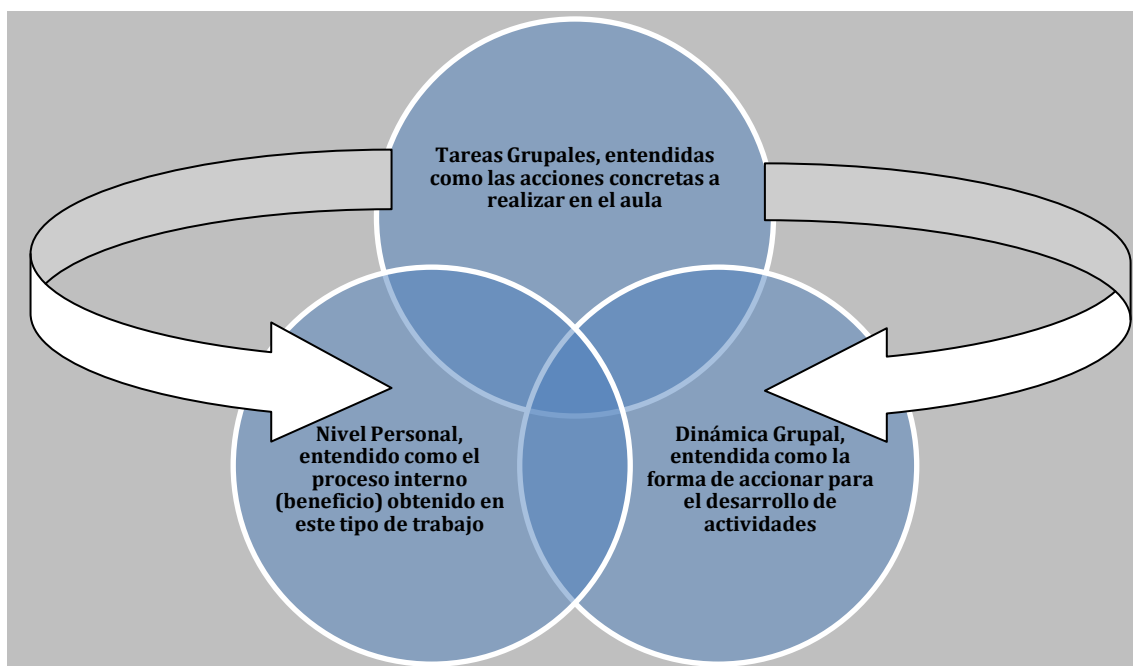 Tareas Grupales, entendidas
como las acciones concretas a
realizar en el aula
Nivel Personal,
entendido como el
proceso interno
(beneficio) obtenido en
este tipo de trabajo
Dinámica Grupal,
entendida como la
forma de accionar para
el desarrollo de
actividades